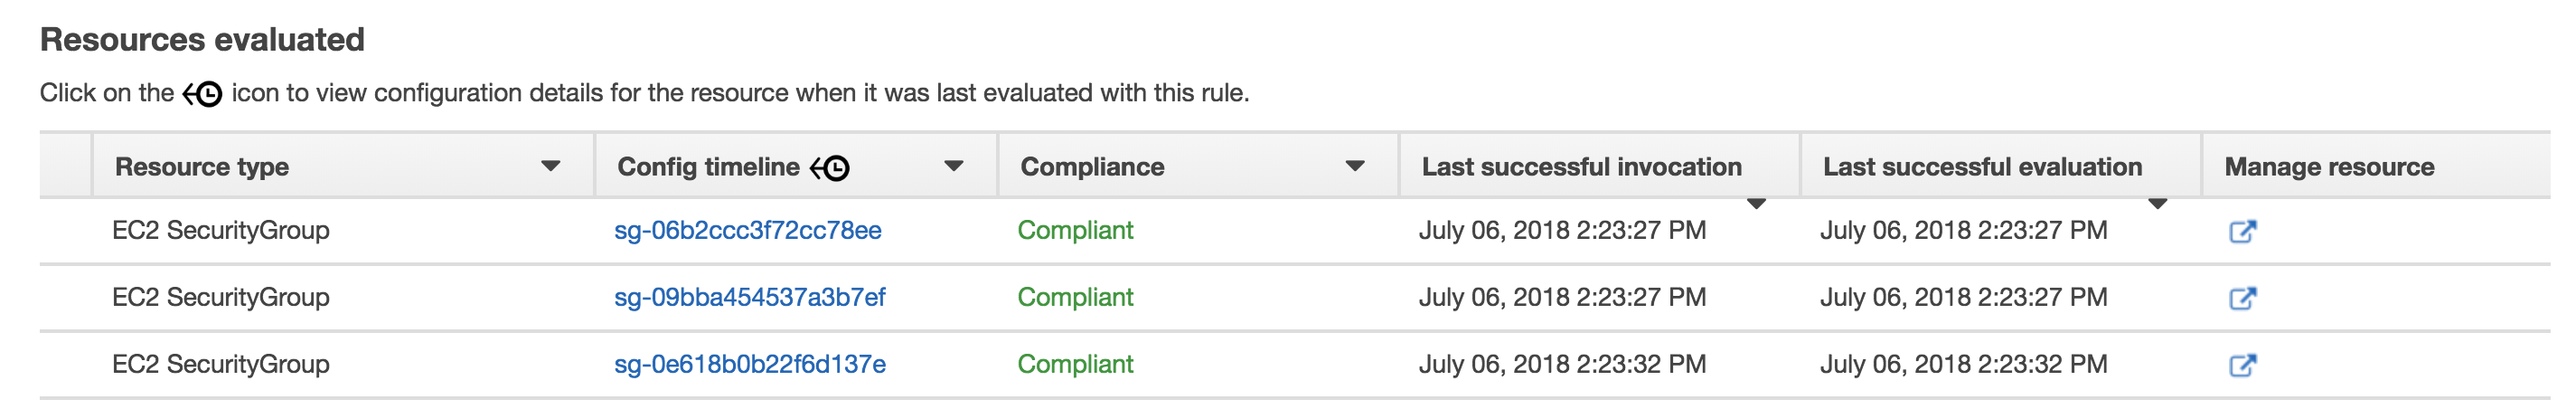 Resources evaluated
Click on the icon to view configuration details for the resource when it was last evaluated with this rule.
Resource type Config timeline Compliance Last successful invocation Last successful evaluation Manage resource
EC2 SecurityGroup sg-06b2ccc3f72cc78ee Compliant July 06, 2018 2:23:27 PM July 06, 2018 2:23:27 PM
EC2 SecurityGroup sg-09bba454537a3b7ef Compliant July 06, 2018 2:23:27 PM July 06, 2018 2:23:27 PM
EC2 SecurityGroup sg-0e618b0b22f6d137e Compliant July 06, 2018 2:23:32 PM July 06, 2018 2:23:32 PM